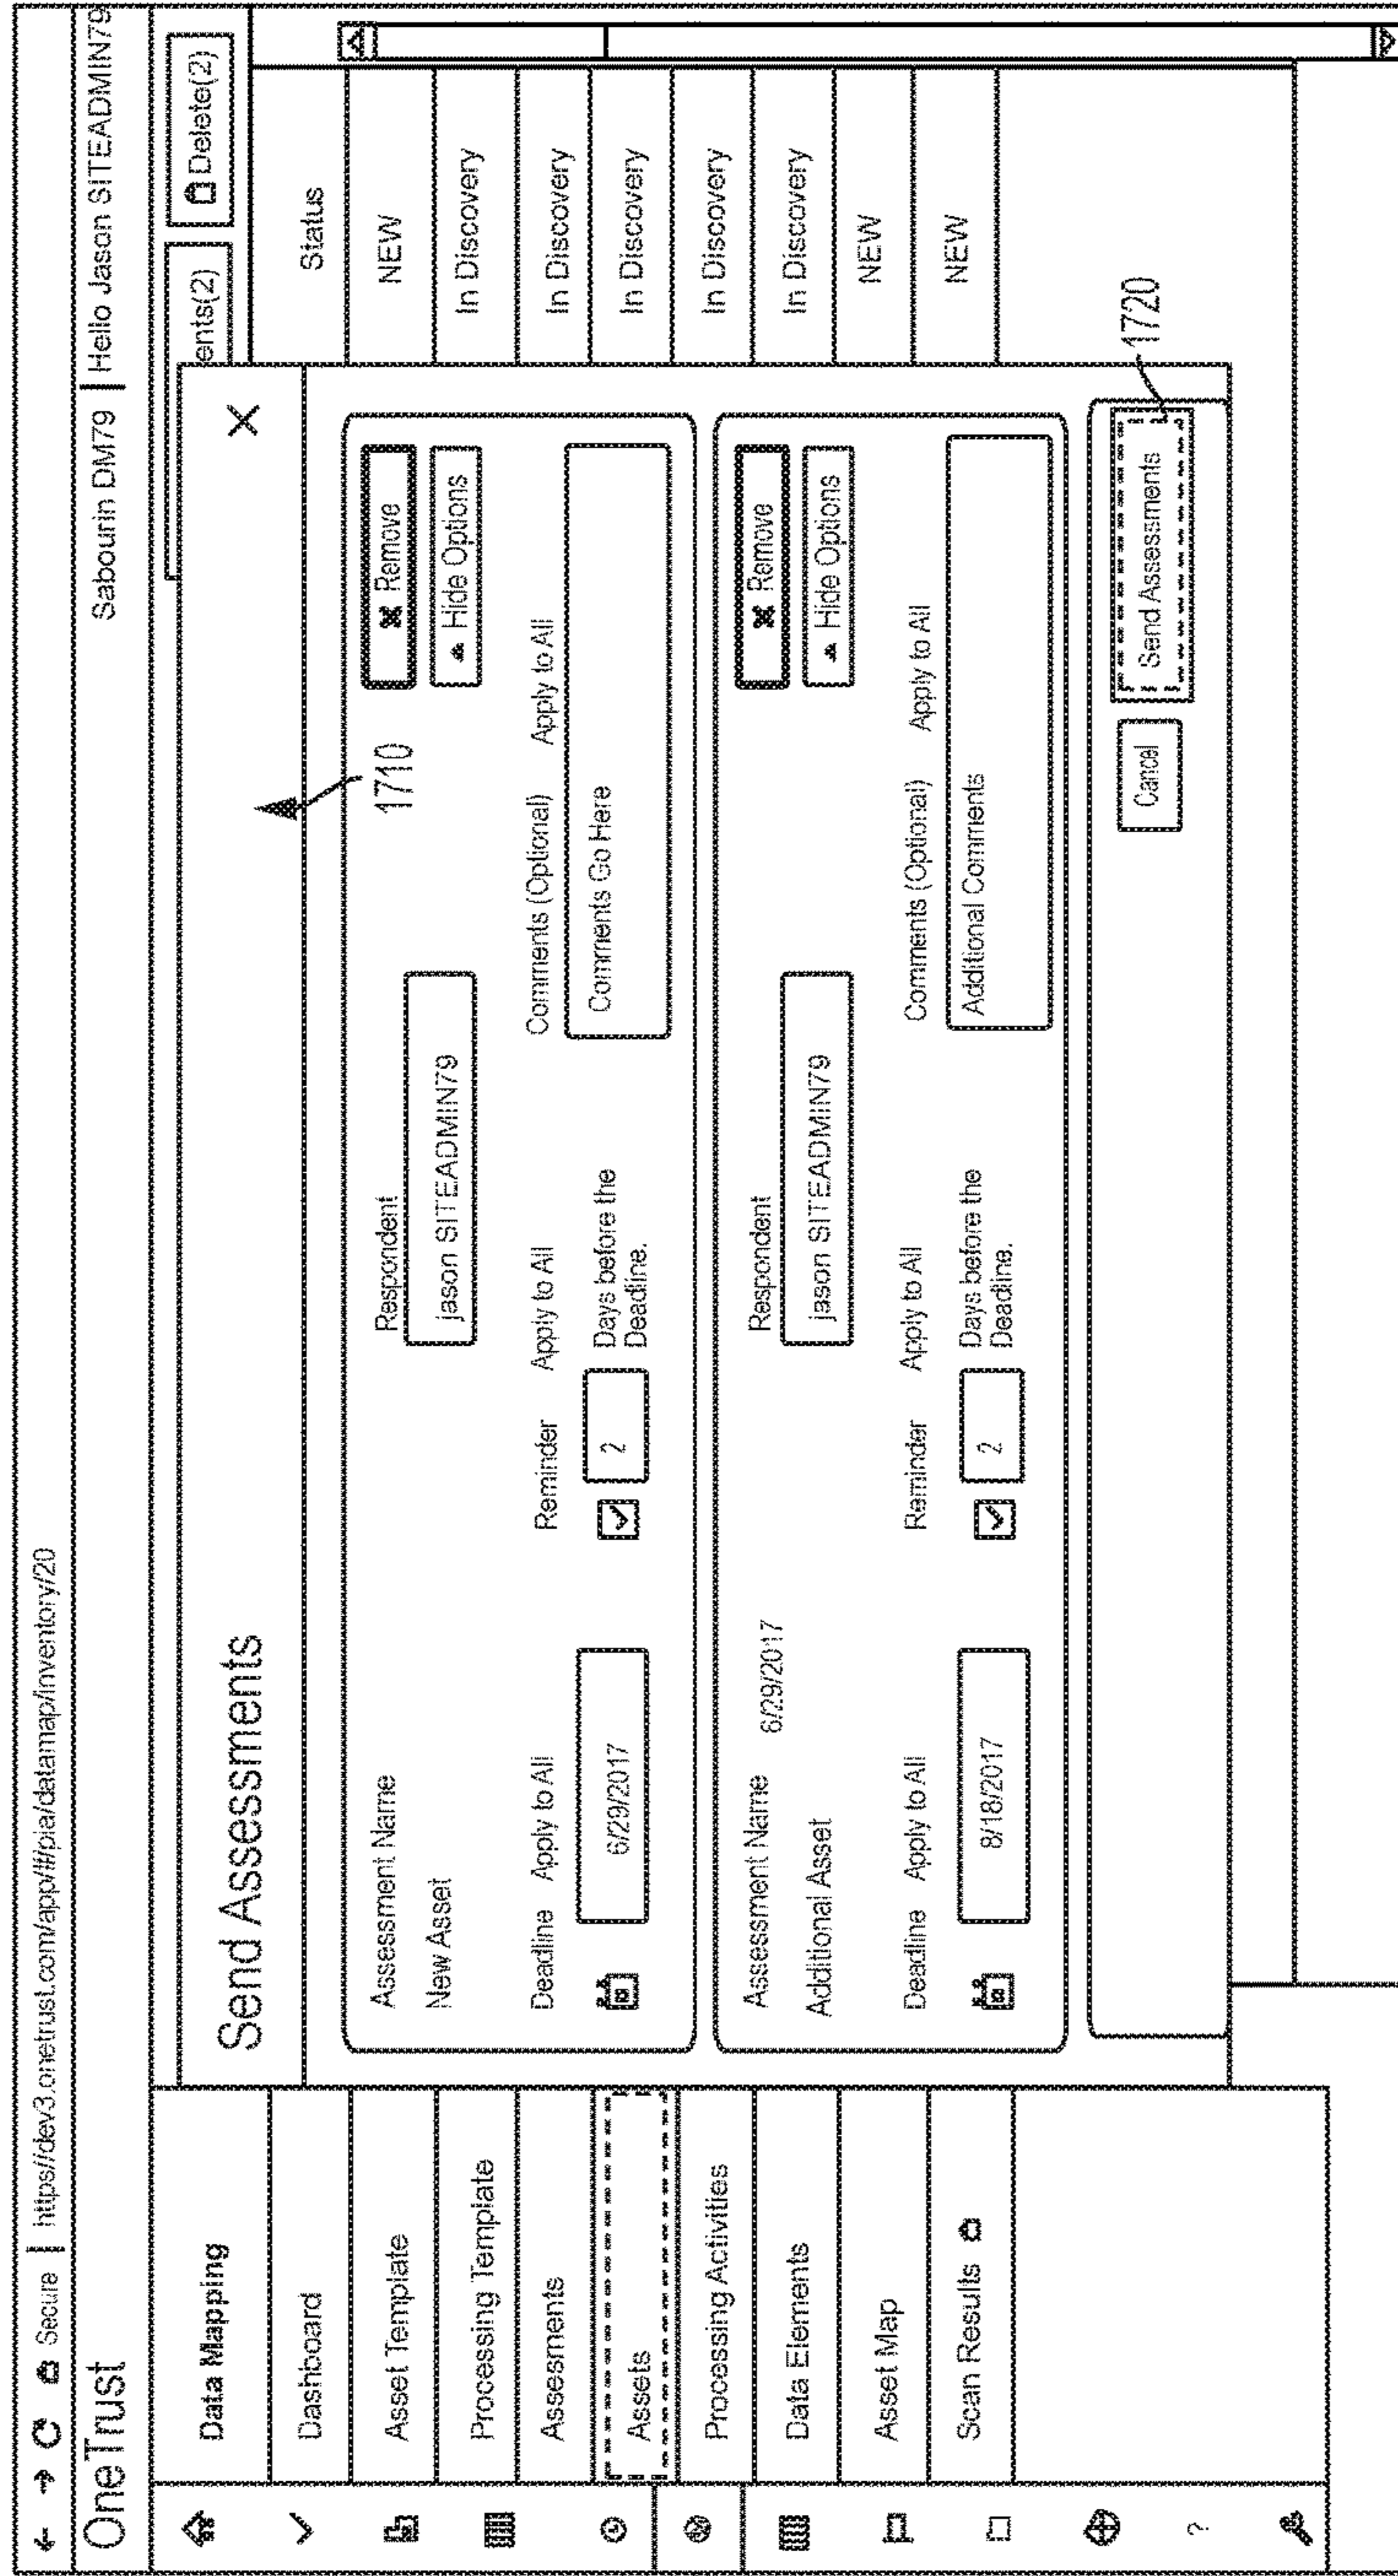 Secure | https//dev3.onetrust.com/app/#/pia/datamap/inventory/20
OneTrust
Sabourin DM79 | Hello Jason SITEADMIN79
Data Mapping
Dashboard
Asset Template
Processing Template
Assesments
Assets
Processing Activities
Data Elements
Asset Map
Scan Results
?
ents(2)
Delete(2)
Send Assessments
X
1710
Assessment Name
New Asset
Respondent
jason SITEADMIN79
Remove
Hide Options
Deadline Apply to All
6/29/2017
Reminder Apply to All
2
Days before the
Deadline.
Comments (Optional) Apply to All
Comments Go Here
Assessment Name 6/29/2017
Additional Asset
Respondent
jason SITEADMIN79
Remove
Hide Options
Deadline Apply to All
8/18/2017
Reminder Apply to All
2
Days before the
Deadline.
Comments (Optional) Apply to All
Additional Comments
Cancel
Send Assessments
1720
Status
NEW
In Discovery
In Discovery
In Discovery
In Discovery
In Discovery
NEW
NEW